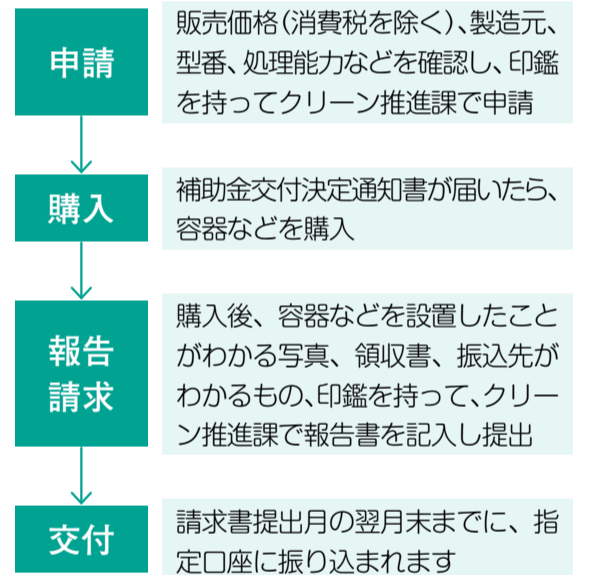 申請
販売価格(消費税を除く)、製造元、
型番、処理能力などを確認し、印鑑
を持ってクリーン推進課で申請
購入
補助金交付決定通知書が届いたら、
容器などを購入
報告
請求
購入後、容器などを設置したこと
がわかる写真、領収書、振込先が
わかるもの、印鑑を持って、クリー
ン推進課で報告書を記入し提出
交付
請求書提出月の翌月末までに、指
定口座に振り込まれます